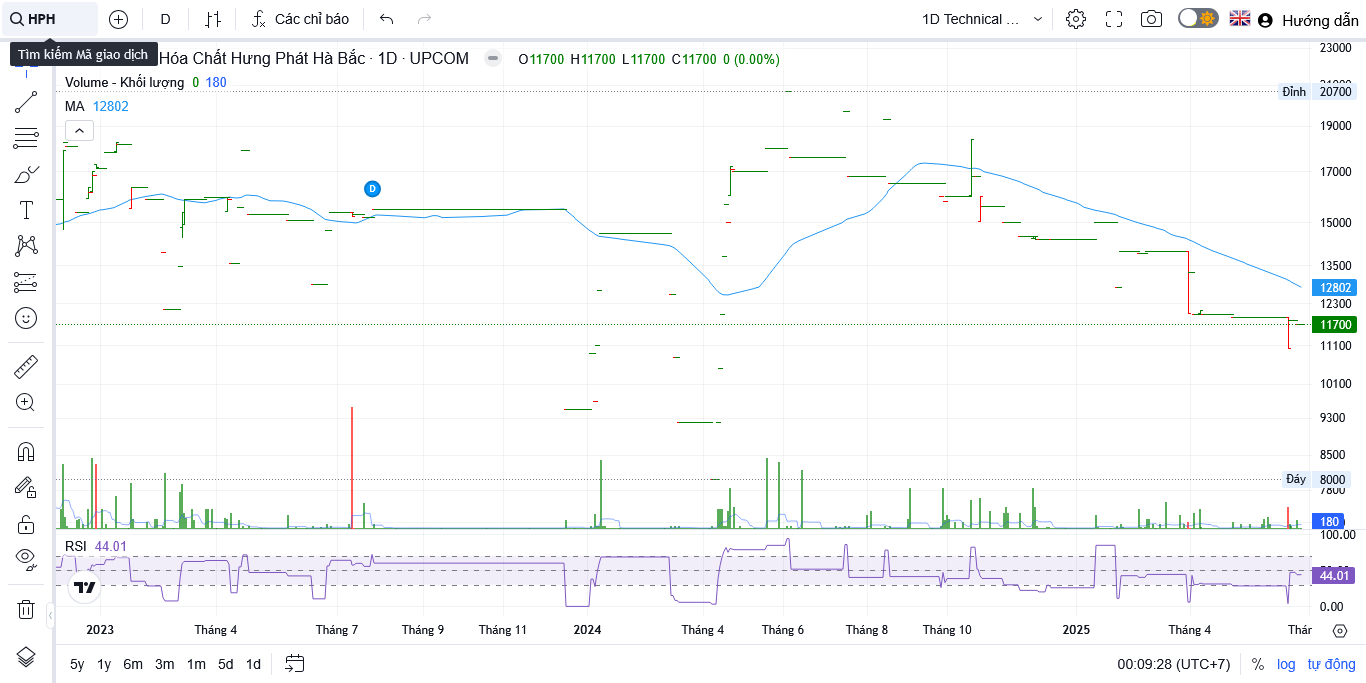 HPH D Các chỉ báo 1D Technical ... Hướng dẫn
Tìm kiếm Mã giao dịch
Hóa Chất Hưng Phát Hà Bắc · 1D · UPCOM O11700 H11700 L11700 C11700 0 (0.00%)
Volume - Khối lượng 0 180
MA 12802
D
23000
Đỉnh 20700
19000
17000
15000
13500
12802
12300
11700
11100
10100
9300
8500
Đáy 8000
7800
180
RSI 44.01
100.00
44.01
0.00
2023 Tháng 4 Tháng 7 Tháng 9 Tháng 11 2024 Tháng 4 Tháng 6 Tháng 8 Tháng 10 2025 Tháng 4 Thár
5y 1y 6m 3m 1m 5d 1d 00:09:28 (UTC+7) % log tự động